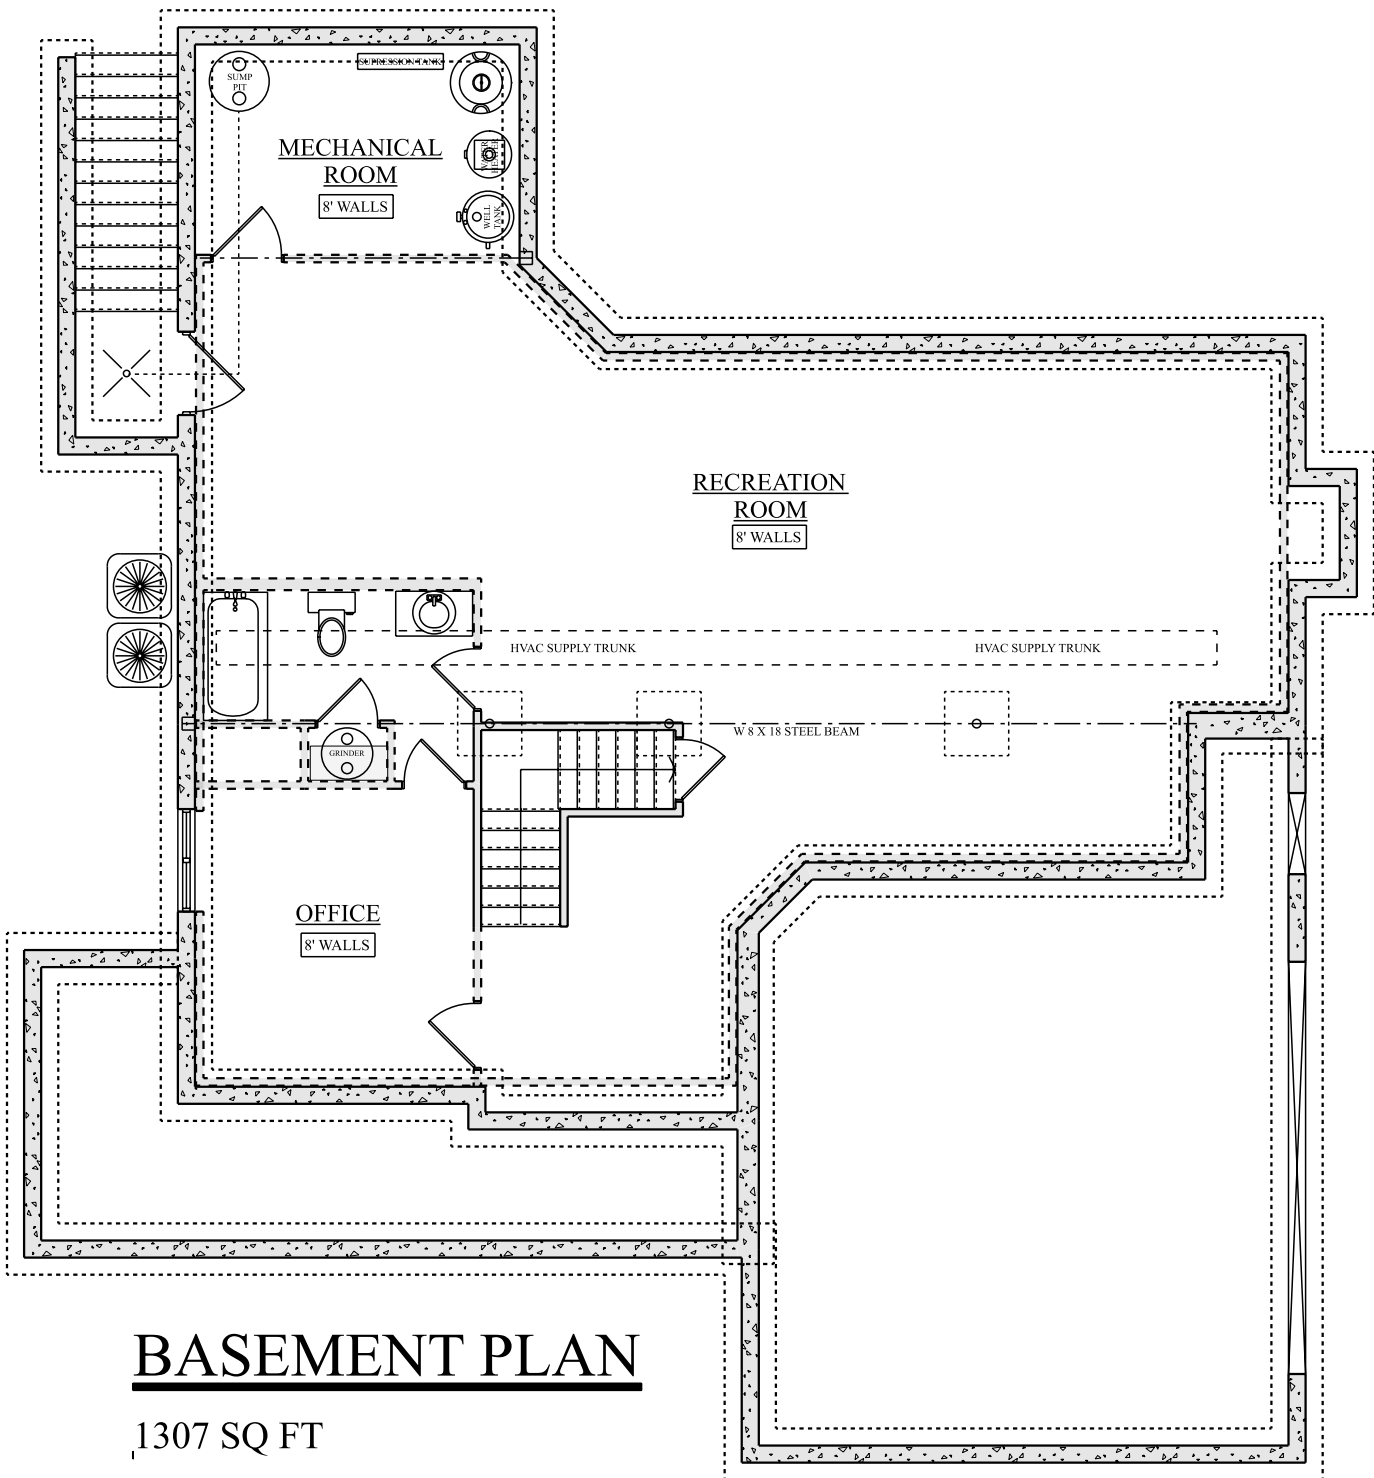 SUPRESSION TANK
SUMP
PIT
MECHANICAL
ROOM
8' WALLS
WATER
HEATER
WELL
TANK
RECREATION
ROOM
8' WALLS
HVAC SUPPLY TRUNK
HVAC SUPPLY TRUNK
W 8 X 18 STEEL BEAM
GRINDER
OFFICE
8' WALLS
BASEMENT PLAN
1307 SQ FT